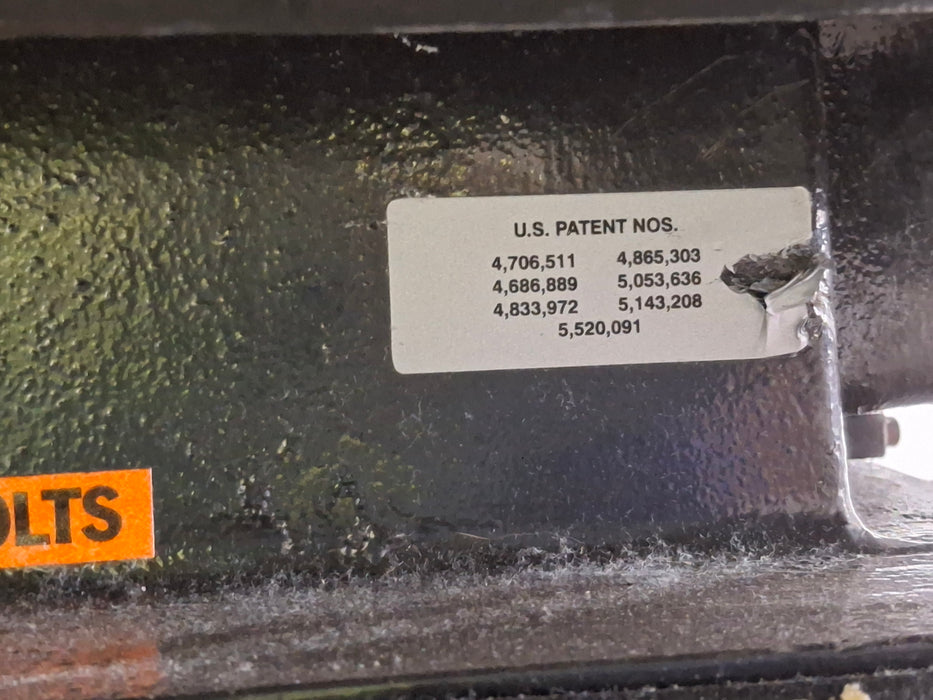 U.S. PATENT NOS.
4,706,511 4,865,303
4,686,889 5,053,636
4,833,972 5,143,208
5,520,091
OLTS